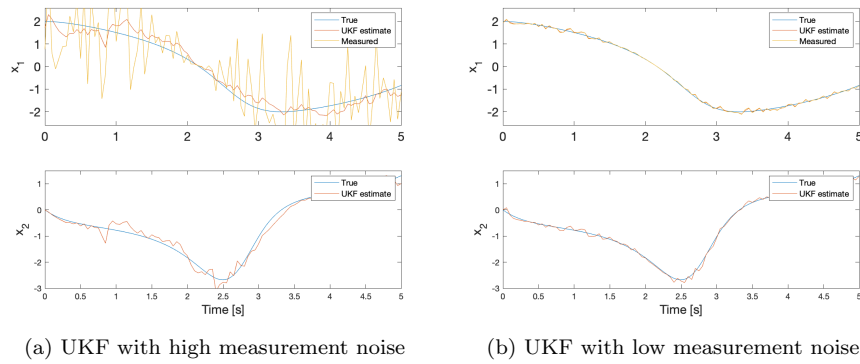 2
1
0
-1
-2
x1
True
UKF estimate
Measured
0 1 2 3 4 5
1
0
-1
-2
-3
x2
True
UKF estimate
0 0.5 1 1.5 2 2.5 3 3.5 4 4.5 5
Time [s]
(a) UKF with high measurement noise
2
1
0
-1
-2
x1
True
UKF estimate
Measured
0 1 2 3 4 5
1
0
-1
-2
-3
x2
True
UKF estimate
0 0.5 1 1.5 2 2.5 3 3.5 4 4.5 5
Time [s]
(b) UKF with low measurement noise